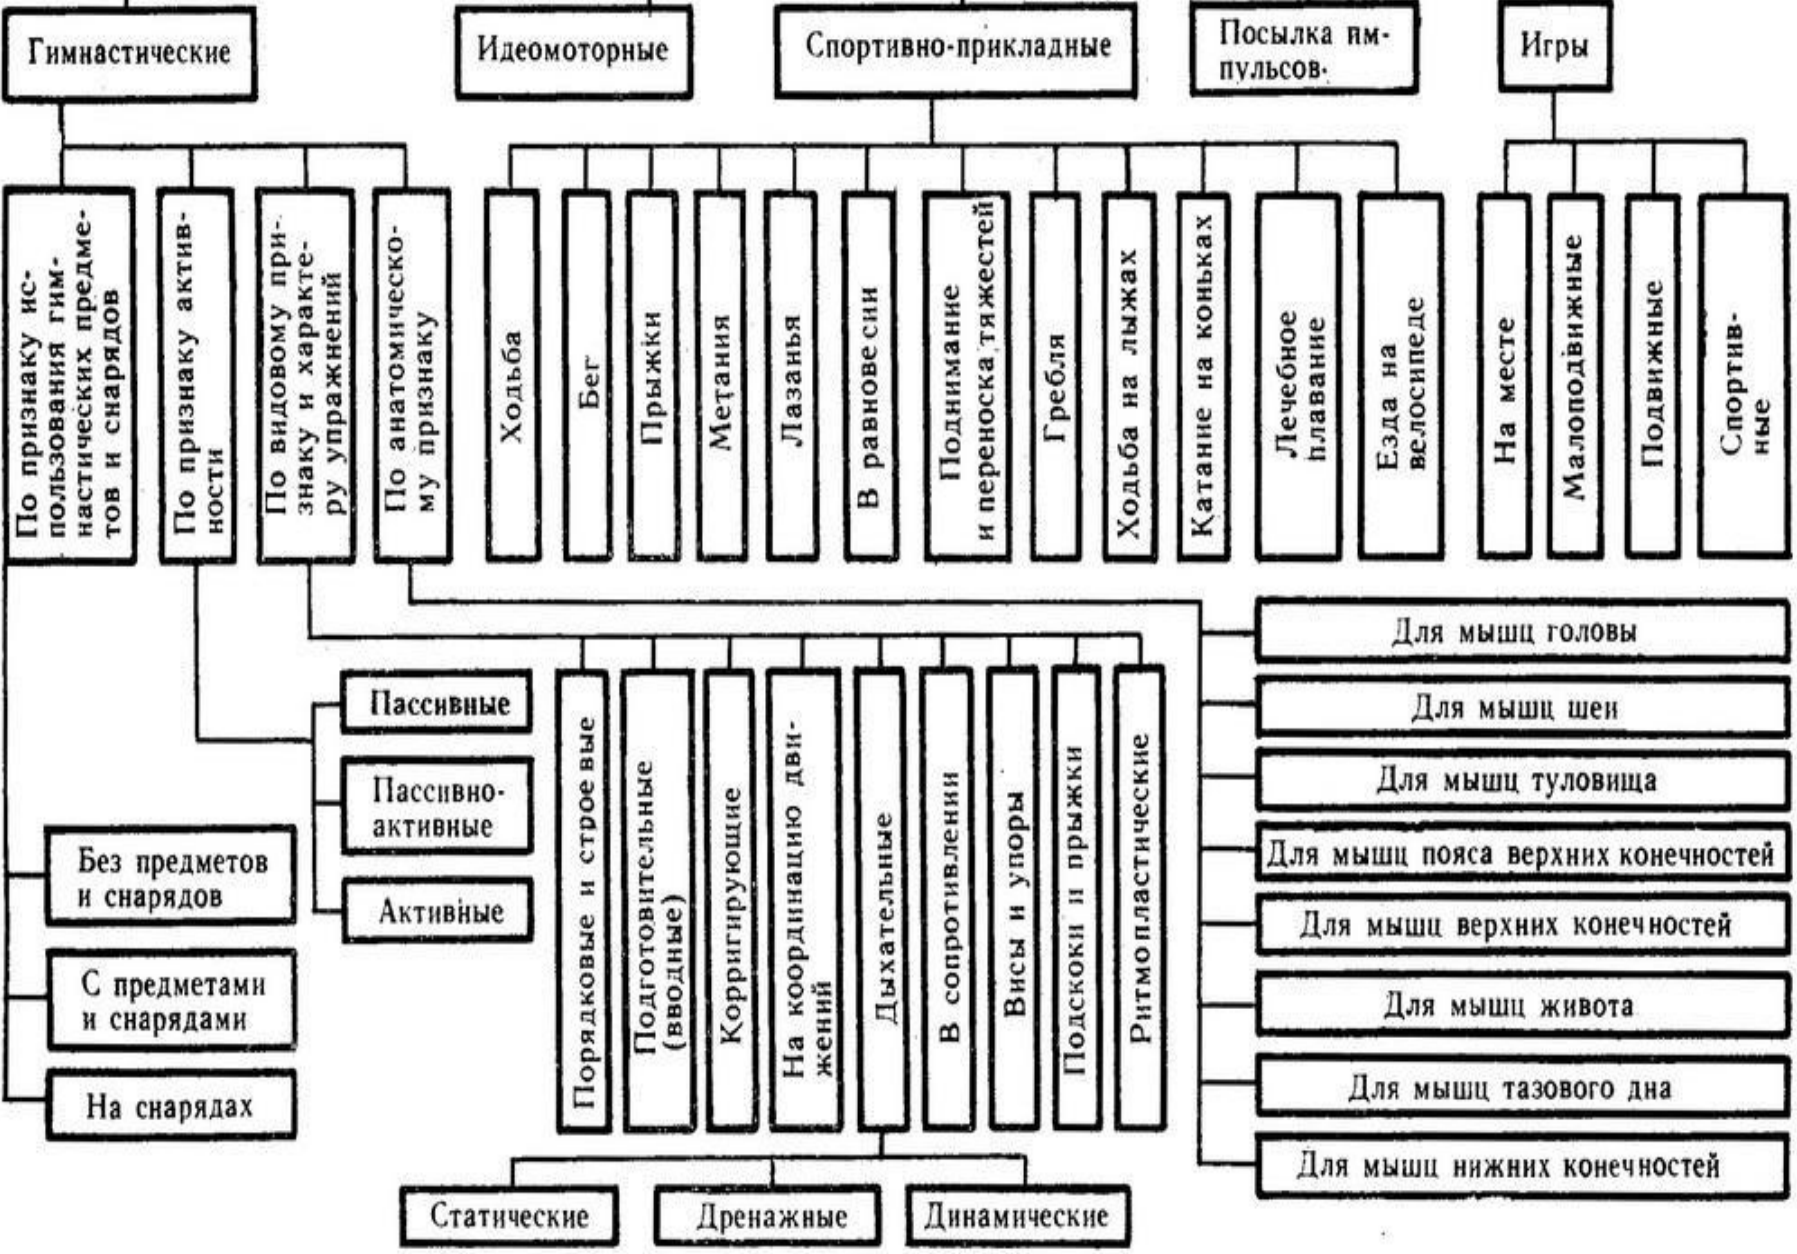 Гимнастические
Идеомоторные
Спортивно-прикладные
Посылка пм-
пульсов.
Игры
По признаку ис-
пользования гим-
настических предме-
тов и снарядов
По признаку актив-
ности
По видовому при-
знаку и характе-
ру упражнений
По анатомическо-
му признаку
Ходьба
Бег
Прыжки
Метания
Лазанья
В равновесии
Поднимание
и переноска тяжестей
Гребля
Ходьба на лыжах
Катание на коньках
Лечебное
плавание
Езда на
велосипеде
На месте
Малоподвижные
Подвижные
Спортив-
ные
Без предметов
и снарядов
С предметами
и снарядами
На снарядах
Пассивные
Пассивно-
активные
Активные
Порядковые и строевые
Подготовительные
(вводные)
Корригирующие
На координацию дви-
жений
Дыхательные
В сопротивлении
Висы и упоры
Подскоки и прыжки
Ритмопластические
Статические
Дренажные
Динамические
Для мышц головы
Для мышц шеи
Для мышц туловища
Для мышц пояса верхних конечностей
Для мышц верхних конечностей
Для мышц живота
Для мышц тазового дна
Для мышц нижних конечностей